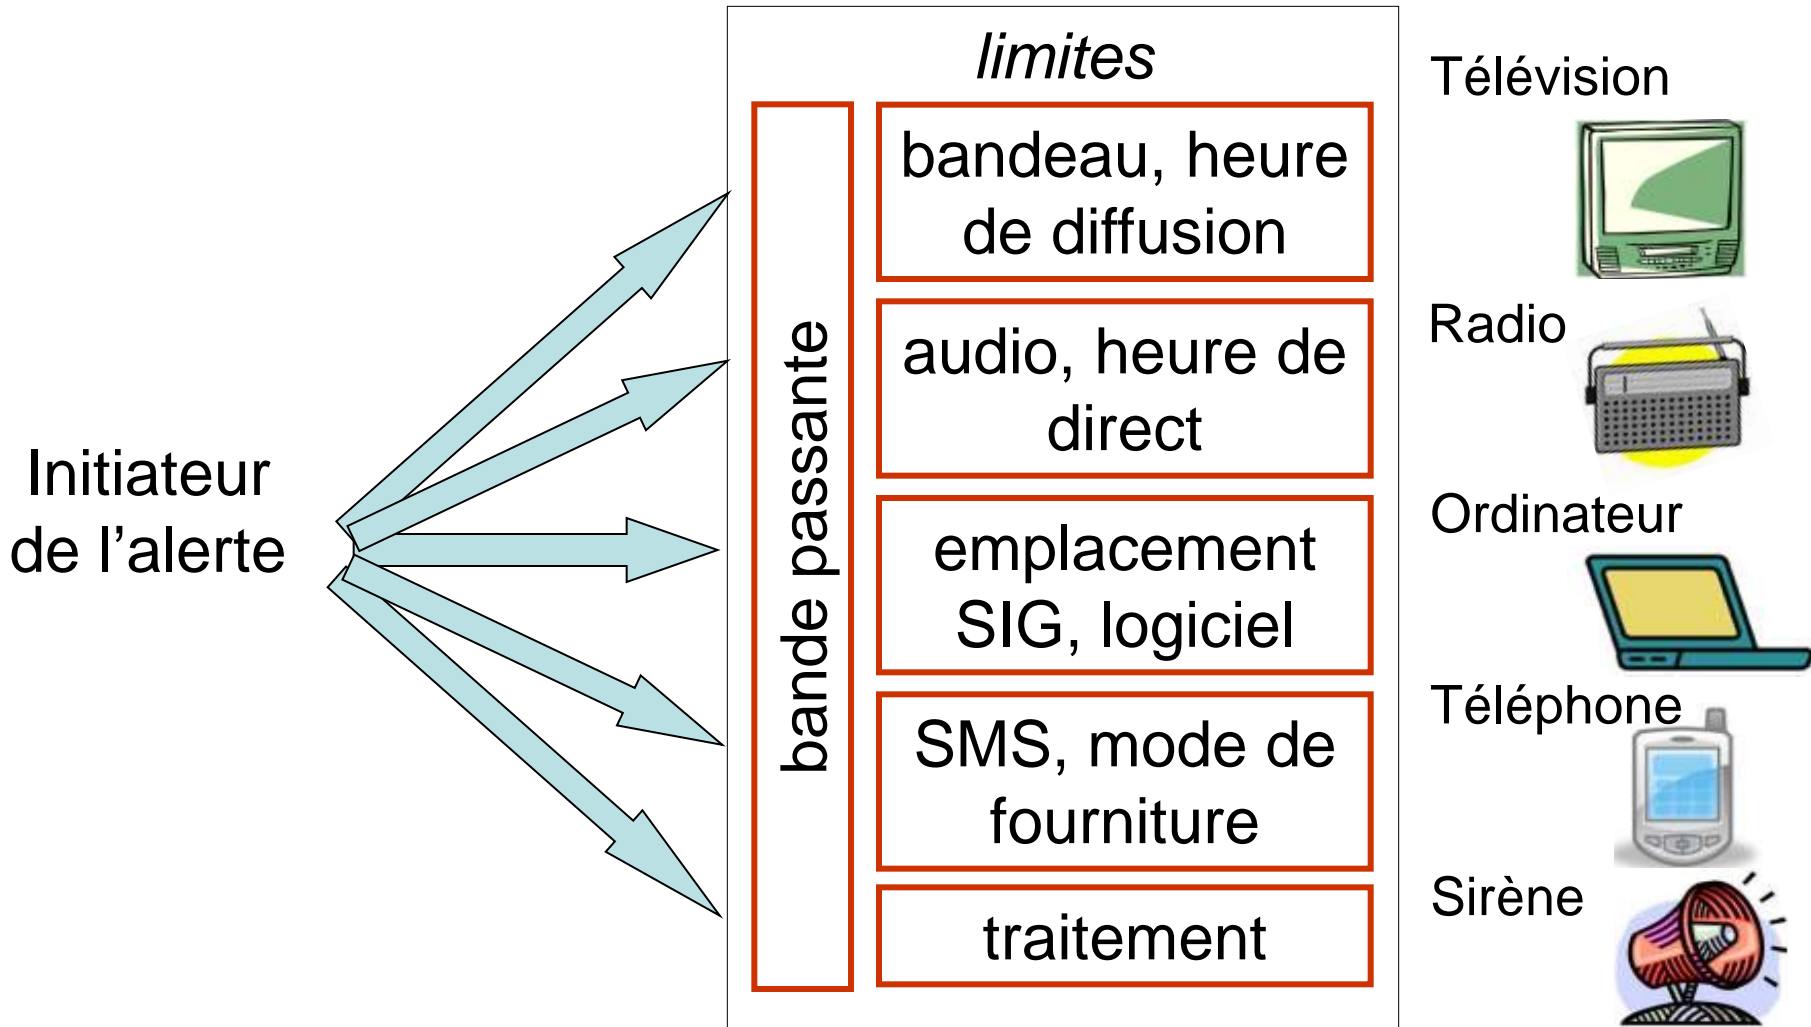 Initiateur
de l’alerte
limites
bande passante
bandeau, heure
de diffusion
audio, heure de
direct
emplacement
SIG, logiciel
SMS, mode de
fourniture
traitement
Télévision
Radio
Ordinateur
Téléphone
Sirène